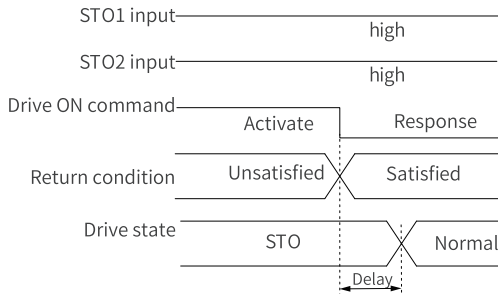 STO1 input
high
STO2 input
high
Drive ON command
Activate
Response
Return condition
Unsatisfied
Satisfied
Drive state
STO
Normal
Delay